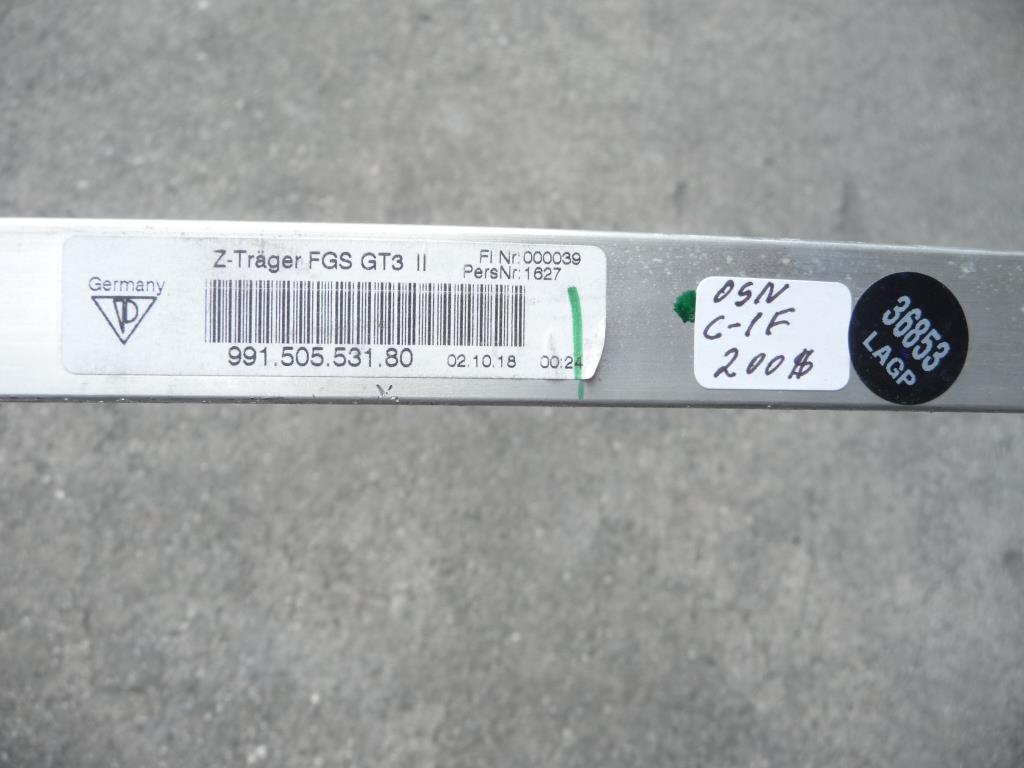 Z-Träger FGS GT3 II
FI Nr: 000039
PersNr: 1627
Germany
991.505.531.80
02.10.18
00:24
OSN
C-1F
200$
36853
LAGP